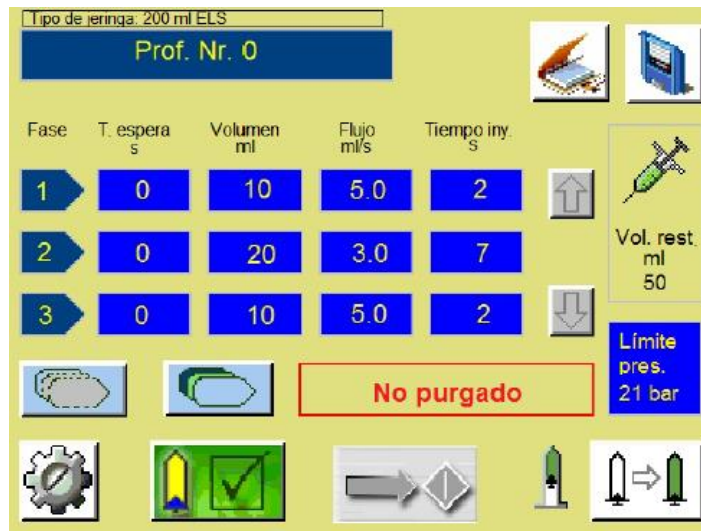 Tipo de jeringa: 200 ml ELS
Prof. Nr. 0
Fase T. espera s Volumen ml Flujo ml/s Tiempo iny. s
1 0 10 5.0 2
2 0 20 3.0 7
3 0 10 5.0 2
Vol. rest.
ml
50
Límite
pres.
21 bar
No purgado